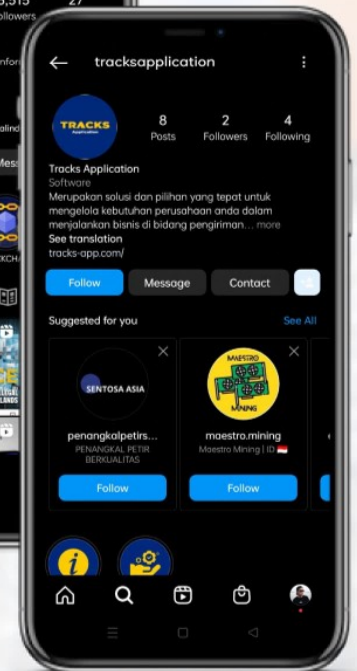 27
Followers
tracksapplication
TRACKS
Application
8
Posts
2
Followers
4
Following
Tracks Application
Software
Merupakan solusi dan pilihan yang tepat untuk
mengelola kebutuhan perusahaan anda dalam
menjalankan bisnis di bidang pengiriman... more
See translation
tracks-app.com/
Follow
Message
Contact
Suggested for you
See All
SENTOSA ASIA
penangkalpetirs...
PENANGKAL PETIR
BERKUALITAS
Follow
MAESTRO
MINING
maestro.mining
Maestro Mining | ID 🇮🇩
Follow
i